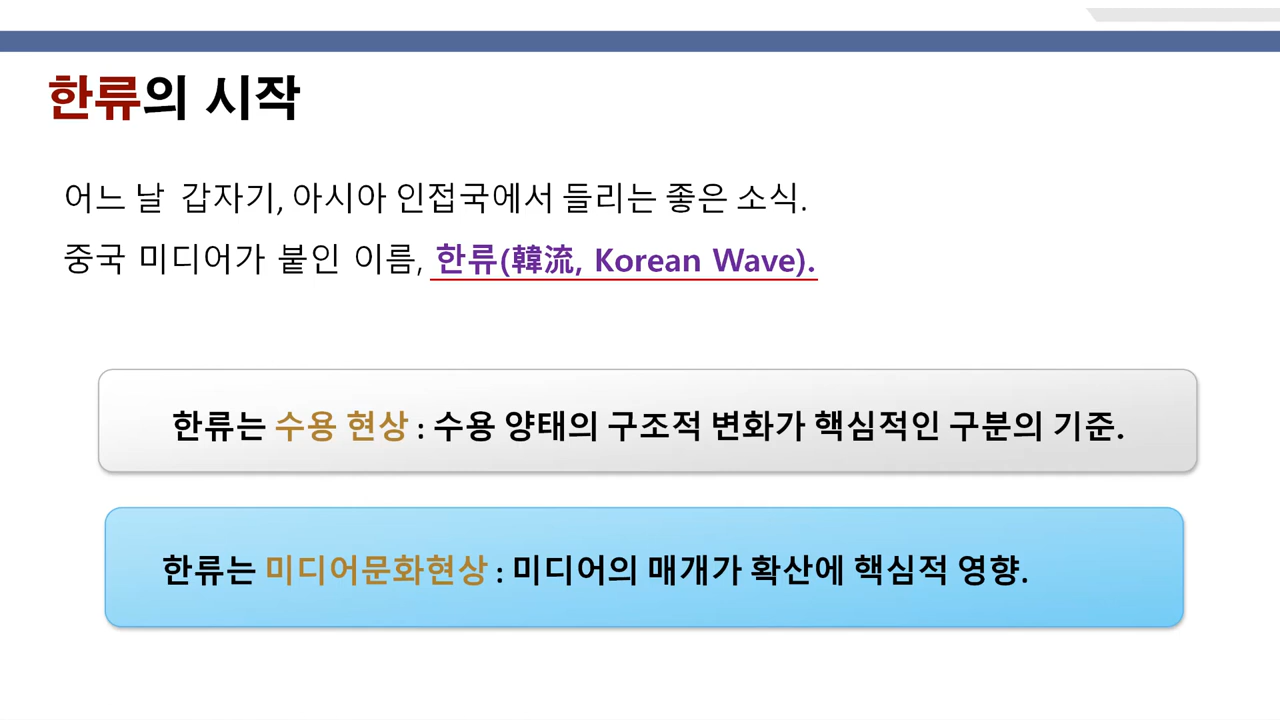 한류의 시작
어느 날 갑자기, 아시아 인접국에서 들리는 좋은 소식.
중국 미디어가 붙인 이름, 한류(韓流, Korean Wave).
한류는 수용 현상 : 수용 양태의 구조적 변화가 핵심적인 구분의 기준.
한류는 미디어문화현상 : 미디어의 매개가 확산에 핵심적 영향.